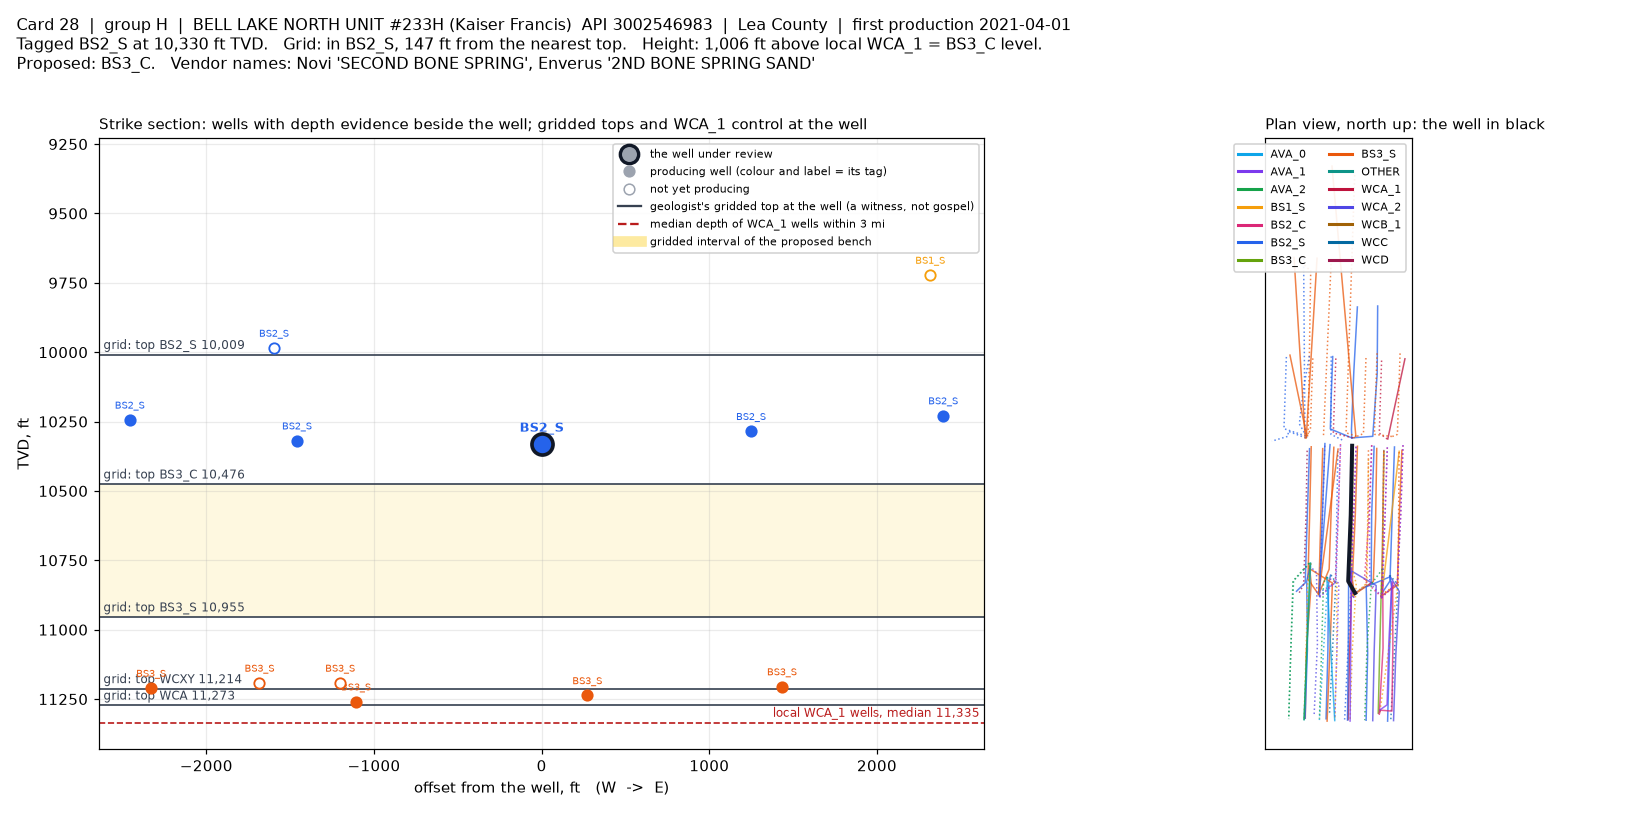 Card 28 | group H | BELL LAKE NORTH UNIT #233H (Kaiser Francis) API 3002546983 | Lea County | first production 2021-04-01
Tagged BS2_S at 10,330 ft TVD. Grid: in BS2_S, 147 ft from the nearest top. Height: 1,006 ft above local WCA_1 = BS3_C level.
Proposed: BS3_C. Vendor names: Novi 'SECOND BONE SPRING', Enverus '2ND BONE SPRING SAND'
Strike section: wells with depth evidence beside the well; gridded tops and WCA_1 control at the well
the well under review
producing well (colour and label = its tag)
not yet producing
geologist's gridded top at the well (a witness, not gospel)
median depth of WCA_1 wells within 3 mi
gridded interval of the proposed bench
BS1_S
BS2_S
grid: top BS2_S 10,009
BS2_S
BS2_S
BS2_S
BS2_S
BS2_S
grid: top BS3_C 10,476
grid: top BS3_S 10,955
BS3_S
BS3_S
BS3_S
BS3_S
BS3_S
BS3_S
grid: top WCXY 11,214
grid: top WCA 11,273
local WCA_1 wells, median 11,335
9250
9500
9750
10000
10250
10500
10750
11000
11250
TVD, ft
−2000
−1000
0
1000
2000
offset from the well, ft (W -> E)
Plan view, north up: the well in black
AVA_0
AVA_1
AVA_2
BS1_S
BS2_C
BS2_S
BS3_C
BS3_S
OTHER
WCA_1
WCA_2
WCB_1
WCC
WCD